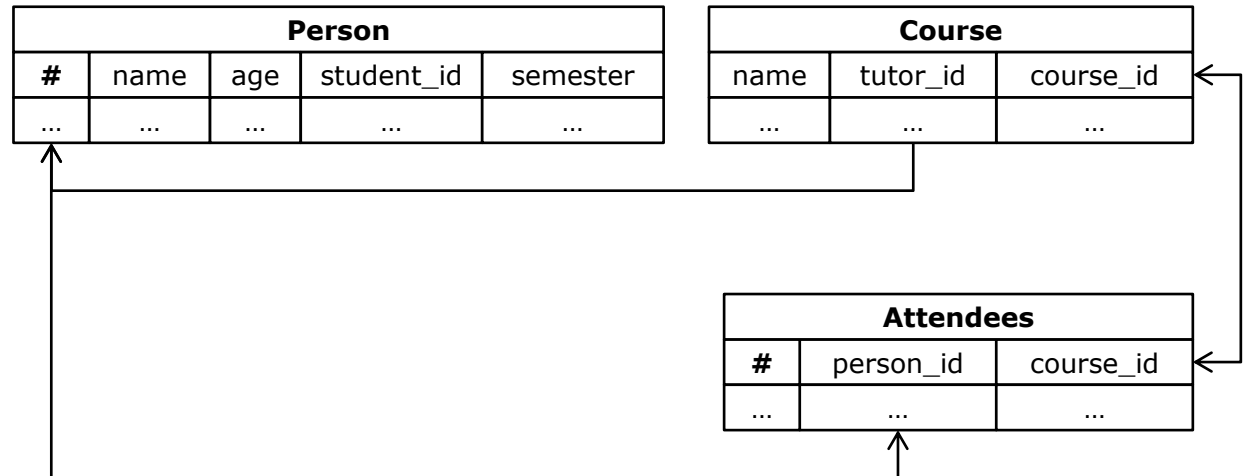 Person
# name age student_id semester
... ... ... ... ...
Course
name tutor_id course_id
... ... ...
Attendees
# person_id course_id
... ... ...